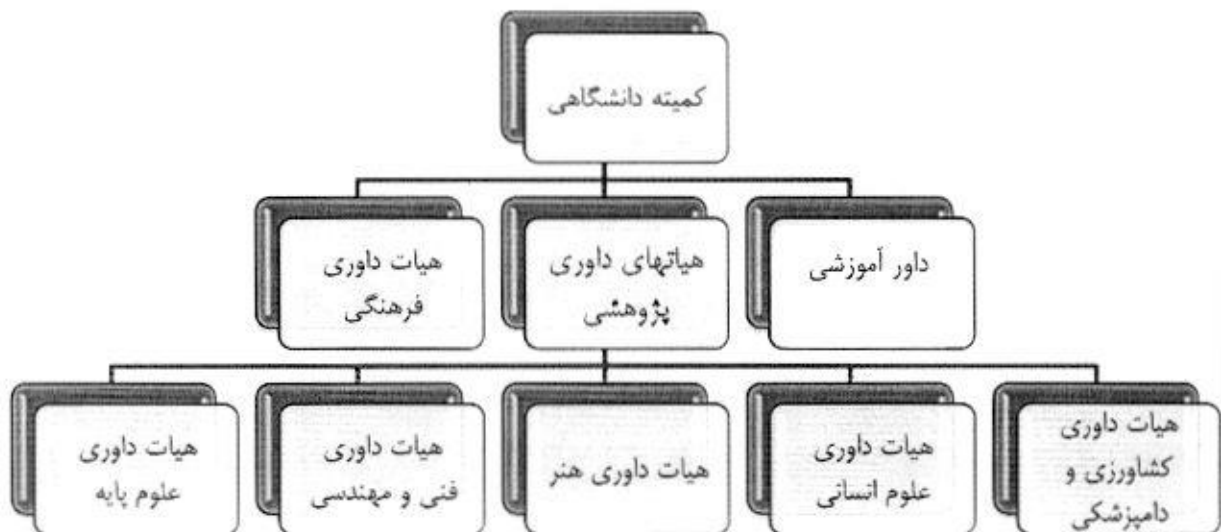 کمیته دانشگاهی
داور آموزشی
هیاتهای داوری
پژوهشی
هیات داوری
فرهنگی
هیات داوری
کشاورزی و
دامپزشکی
هیات داوری
علوم انسانی
هیات داوری هنر
هیات داوری
فنی و مهندسی
هیات داوری
علوم پایه